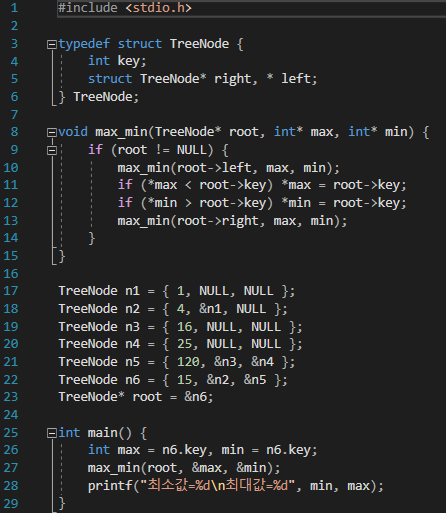 1 #include <stdio.h>
2
3 typedef struct TreeNode {
4 int key;
5 struct TreeNode* right, * left;
6 } TreeNode;
7
8 void max_min(TreeNode* root, int* max, int* min) {
9 if (root != NULL) {
10 max_min(root->left, max, min);
11 if (*max < root->key) *max = root->key;
12 if (*min > root->key) *min = root->key;
13 max_min(root->right, max, min);
14 }
15 }
16
17 TreeNode n1 = { 1, NULL, NULL };
18 TreeNode n2 = { 4, &n1, NULL };
19 TreeNode n3 = { 16, NULL, NULL };
20 TreeNode n4 = { 25, NULL, NULL };
21 TreeNode n5 = { 120, &n3, &n4 };
22 TreeNode n6 = { 15, &n2, &n5 };
23 TreeNode* root = &n6;
24
25 int main() {
26 int max = n6.key, min = n6.key;
27 max_min(root, &max, &min);
28 printf("최소값=%d\n최대값=%d", min, max);
29 }